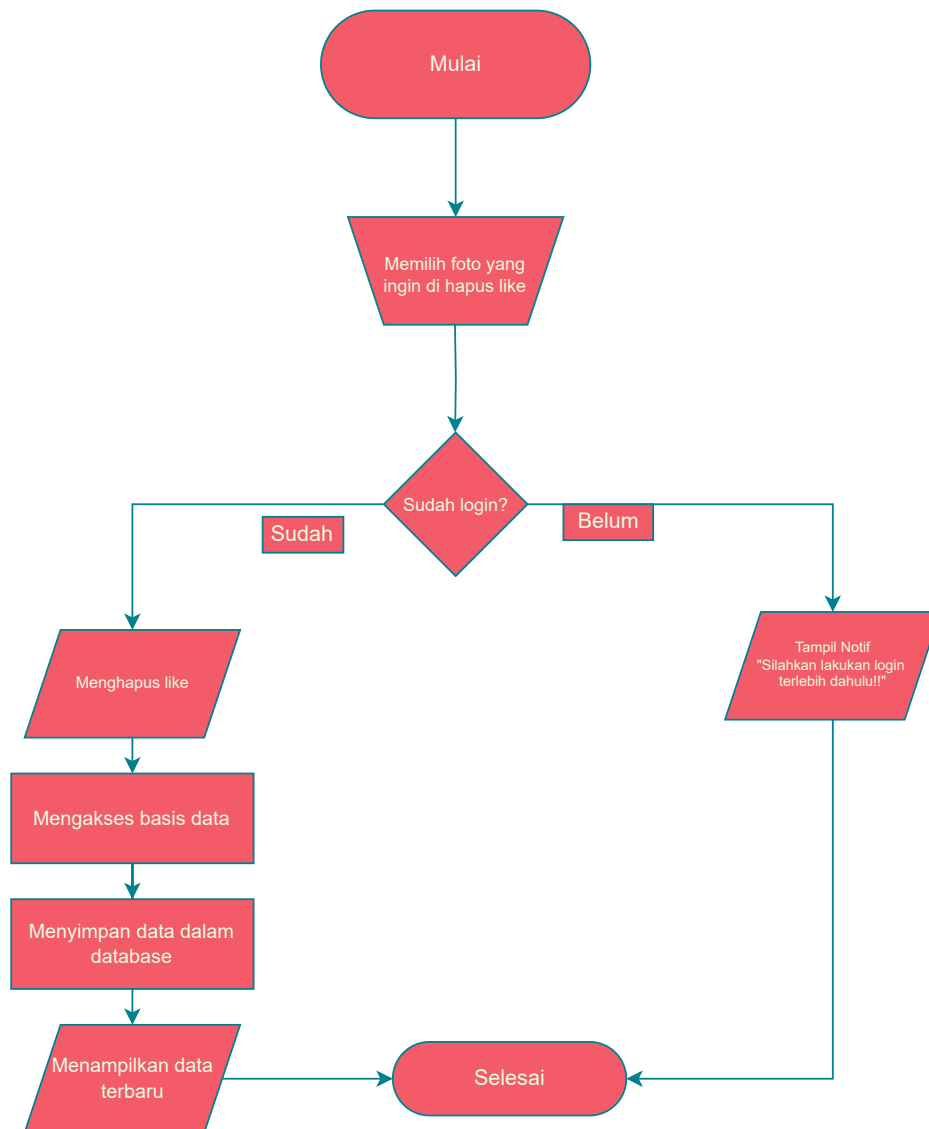 Mulai
Memilih foto yang
ingin di hapus like
Sudah login?
Sudah
Belum
Menghapus like
Tampil Notif
"Silahkan lakukan login
terlebih dahulu!!"
Mengakses basis data
Menyimpan data dalam
database
Menampilkan data
terbaru
Selesai